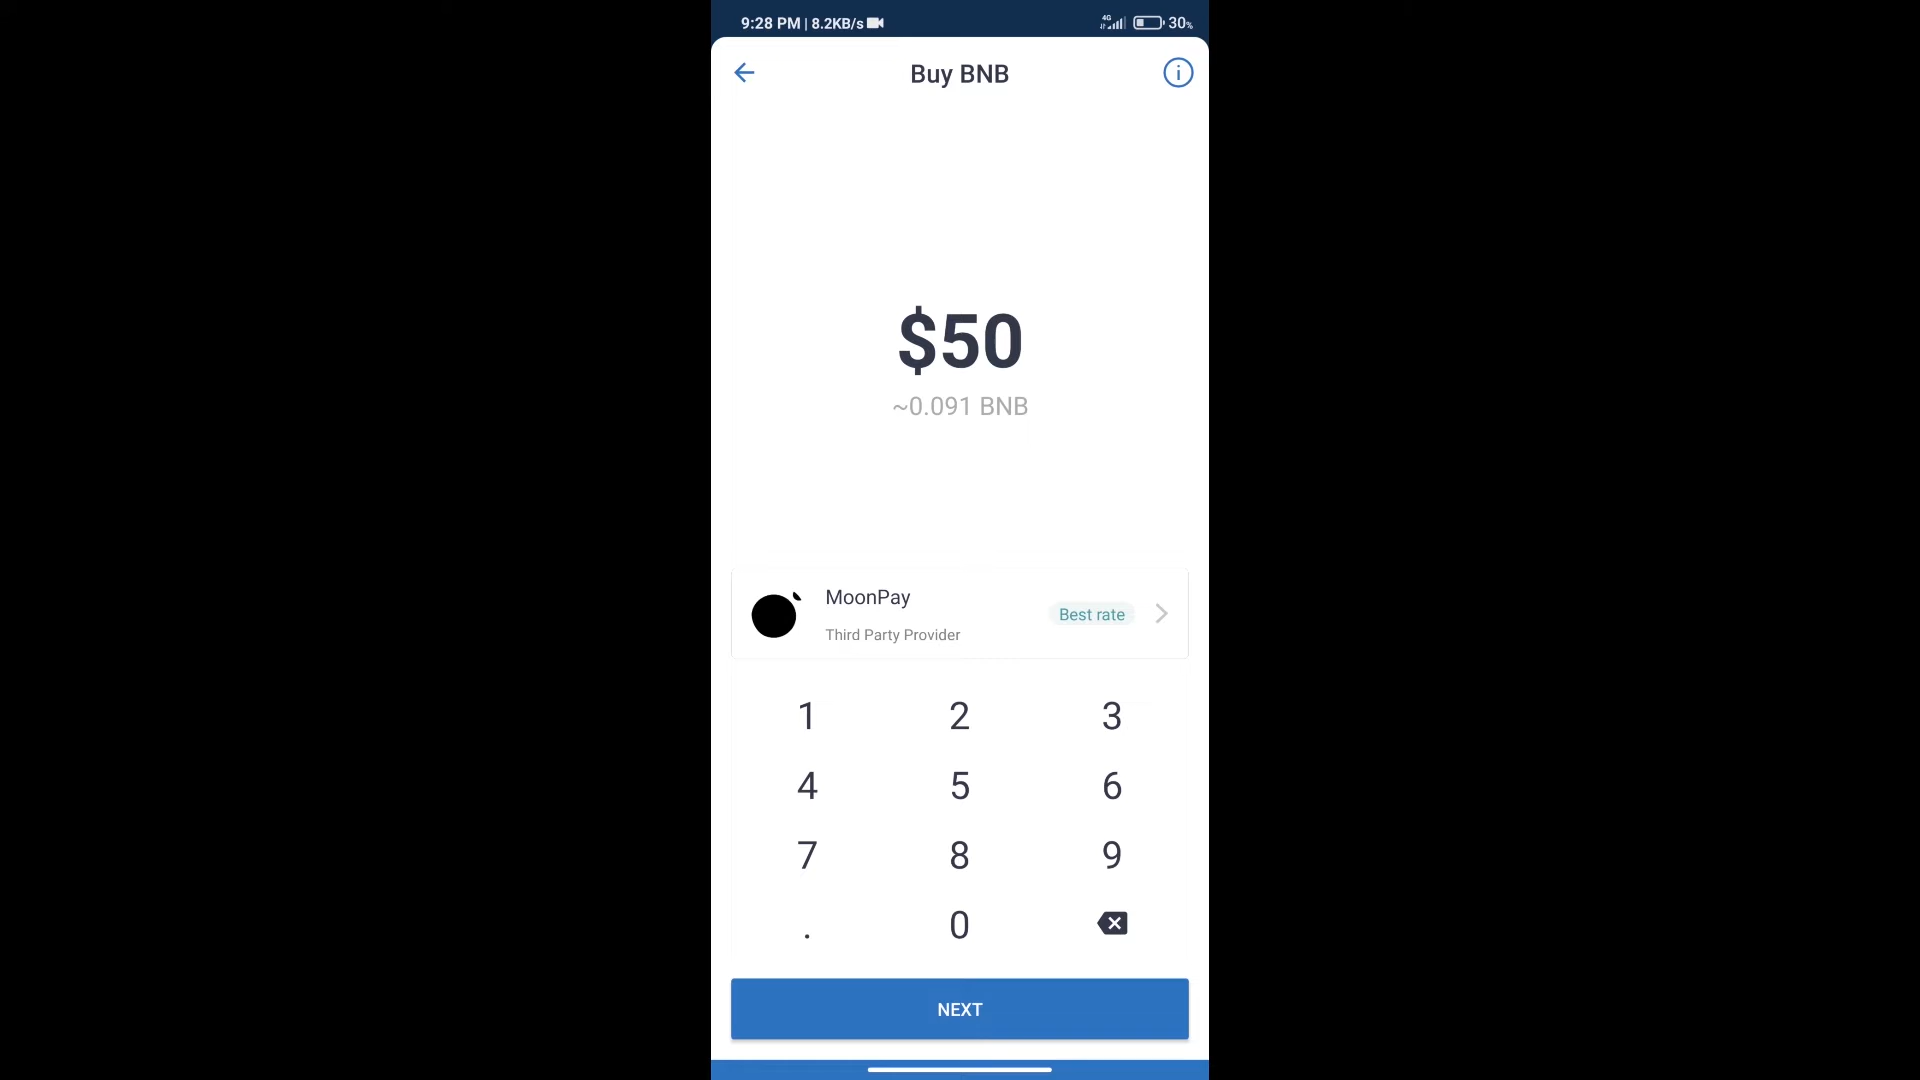 9:28 PM | 8.2KB/s 4G 30%
Buy BNB
$50
~0.091 BNB
MoonPay
Best rate
Third Party Provider
1 2 3
4 5 6
7 8 9
. 0
NEXT